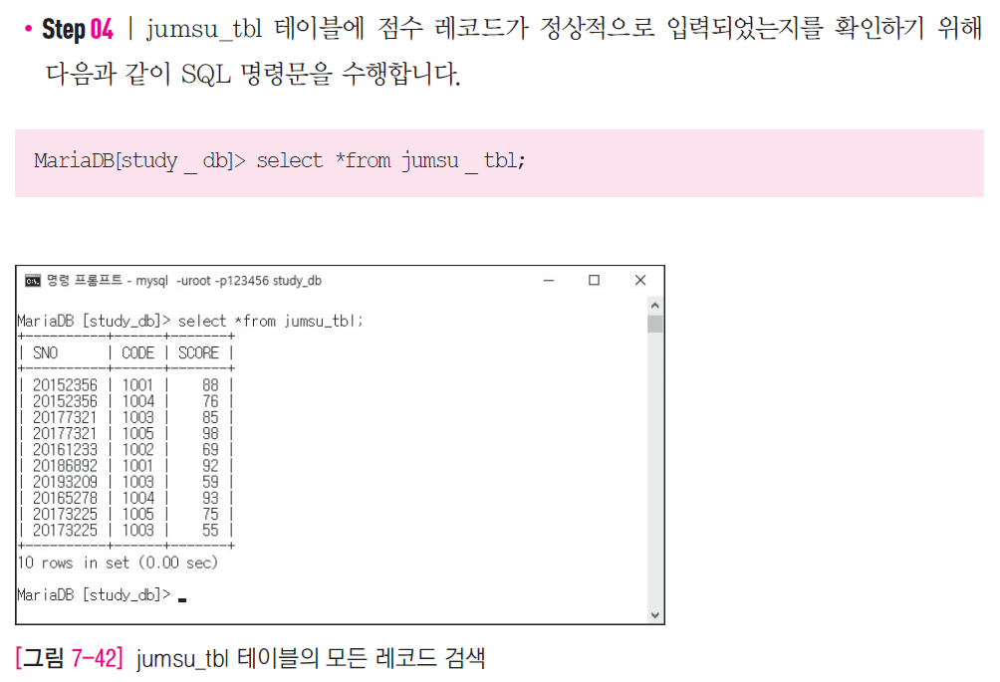 • Step 04 | jumsu_tbl 테이블에 점수 레코드가 정상적으로 입력되었는지를 확인하기 위해
다음과 같이 SQL 명령문을 수행합니다.
MariaDB[study _ db]> select *from jumsu _ tbl;
명령 프롬프트 - mysql -uroot -p123456 study_db
MariaDB [study_db]> select *from jumsu_tbl;
+----------+------+-------+
| SNO      | CODE | SCORE |
+----------+------+-------+
| 20152356 | 1001 |    88 |
| 20152356 | 1004 |    76 |
| 20177321 | 1003 |    85 |
| 20177321 | 1005 |    98 |
| 20161233 | 1002 |    69 |
| 20186892 | 1001 |    92 |
| 20193209 | 1003 |    59 |
| 20165278 | 1004 |    93 |
| 20173225 | 1005 |    75 |
| 20173225 | 1003 |    55 |
+----------+------+-------+
10 rows in set (0.00 sec)
MariaDB [study_db]> _
[그림 7-42] jumsu_tbl 테이블의 모든 레코드 검색